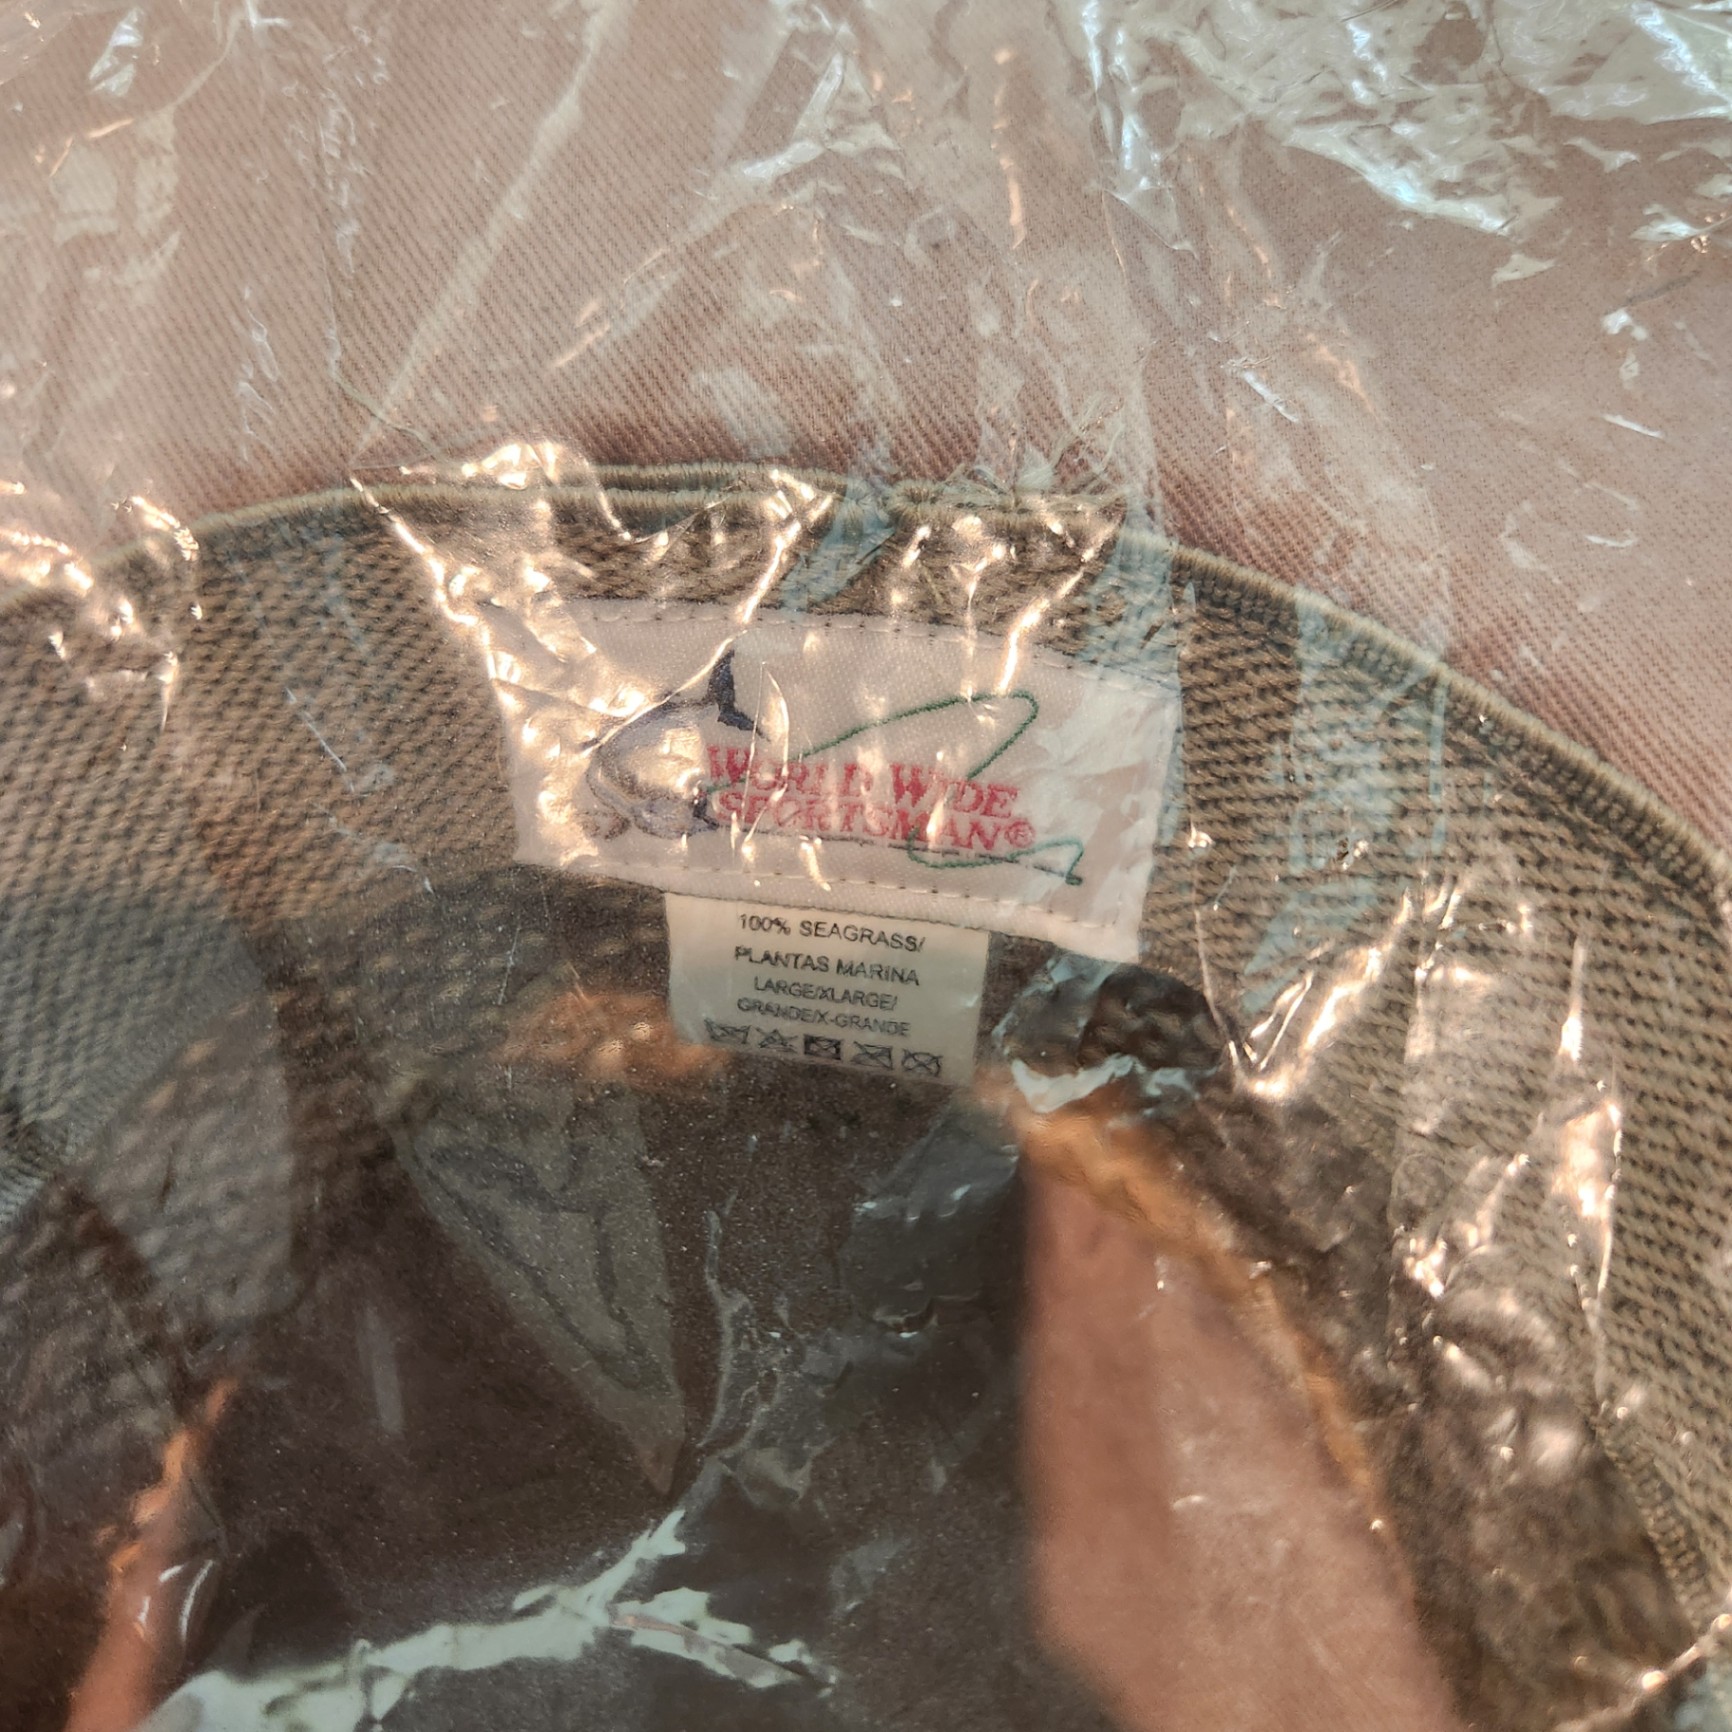 WORLD WIDE
SPORTSMAN®
100% SEAGRASS/
PLANTAS MARINA
LARGE/XLARGE/
GRANDE/X-GRANDE